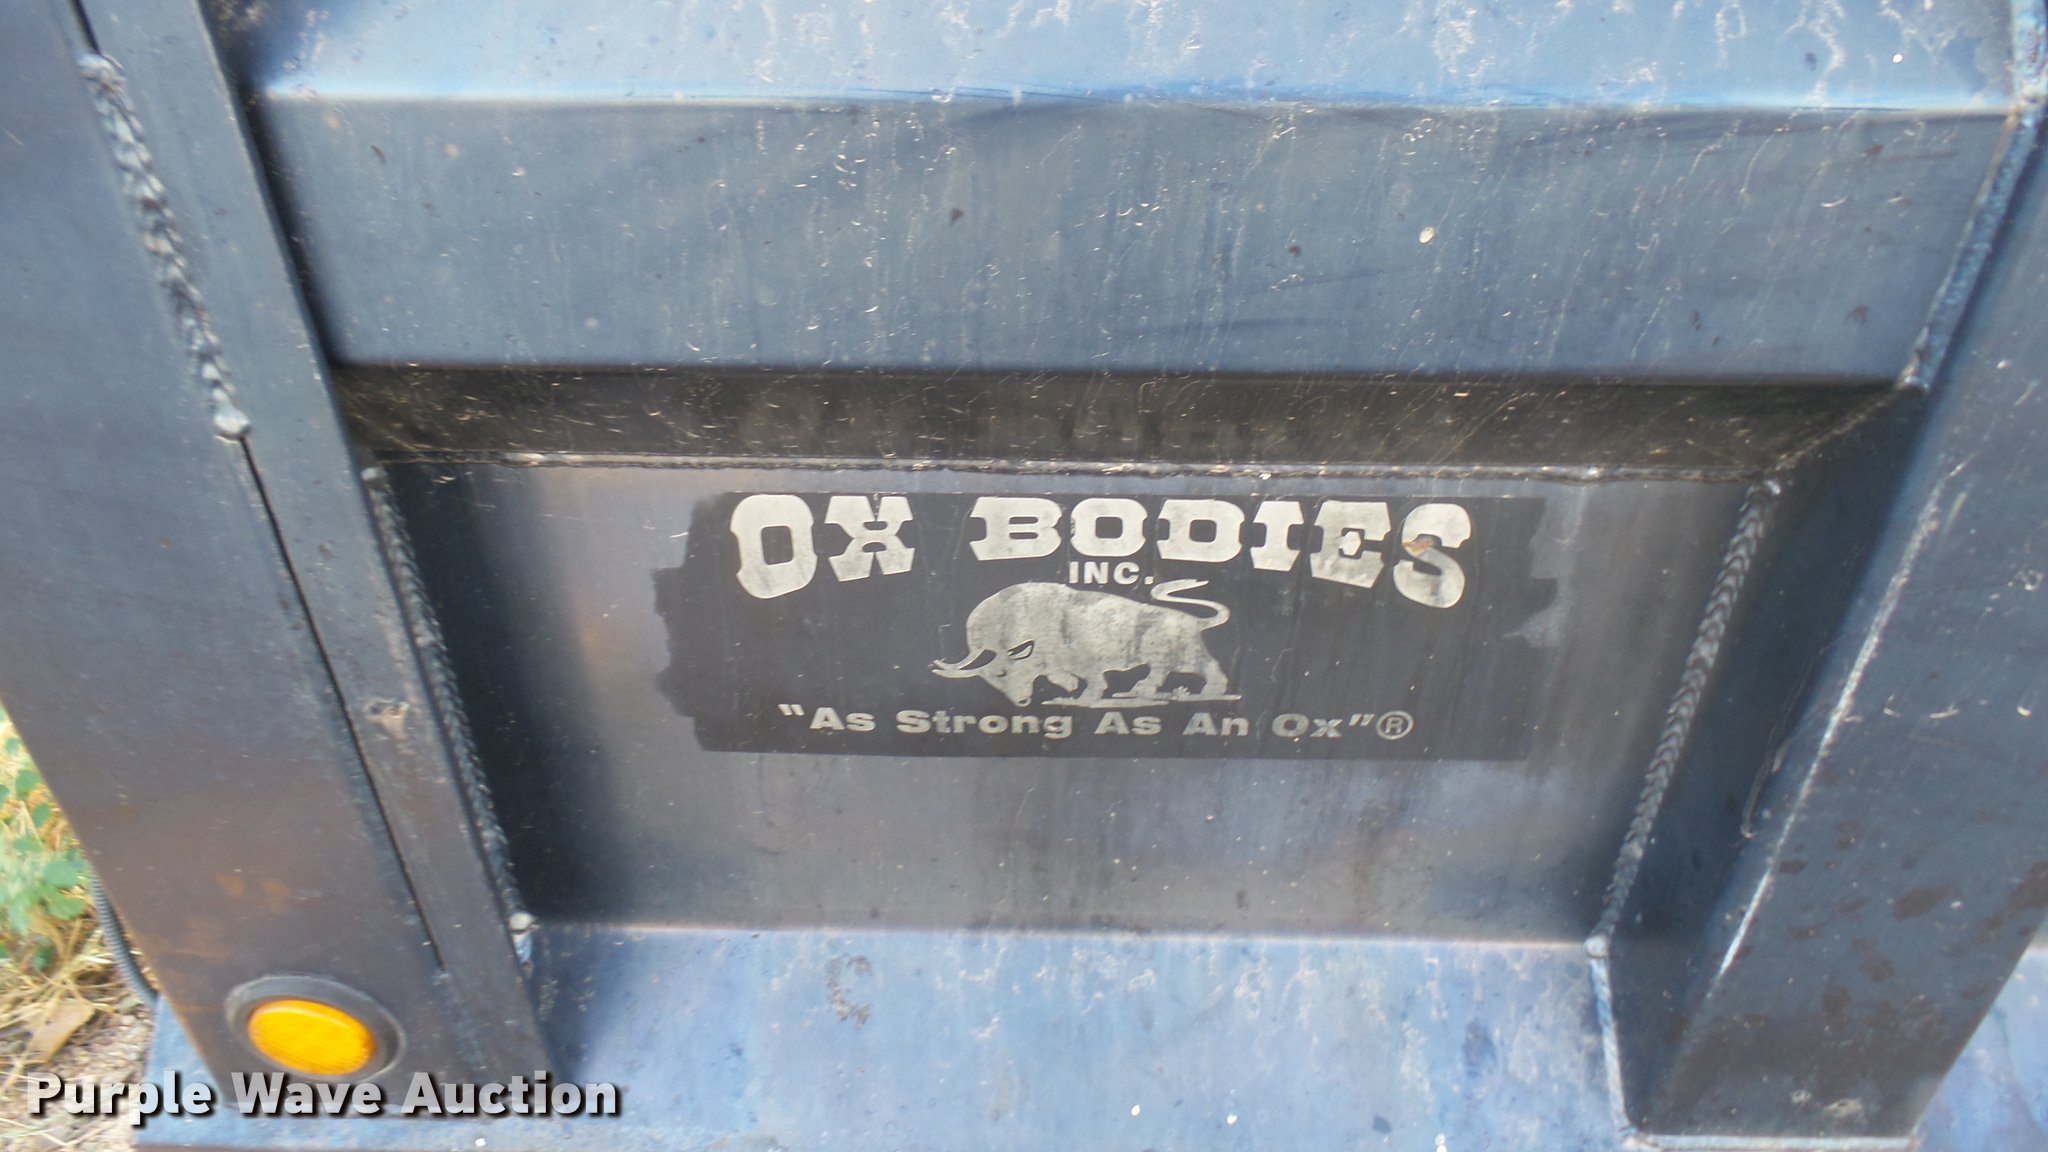 OX BODIES
INC.
"As Strong As An Ox"®
Purple Wave Auction